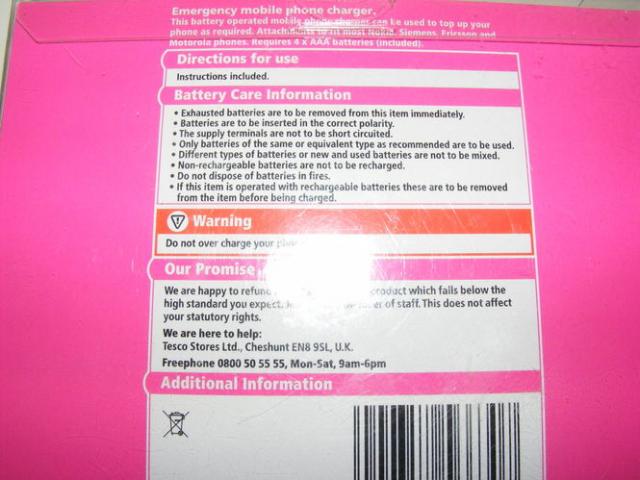 Emergency mobile phone charger.
This battery operated mobile phone charger can be used to top up your
phone as required. Attachments to fit most Nokia, Siemens, Ericsson and
Motorola phones. Requires 4 x AAA batteries (included).
Directions for use
Instructions included.
Battery Care Information
• Exhausted batteries are to be removed from this item immediately.
• Batteries are to be inserted in the correct polarity.
• The supply terminals are not to be short circuited.
• Only batteries of the same or equivalent type as recommended are to be used.
• Different types of batteries or new and used batteries are not to be mixed.
• Non-rechargeable batteries are not to be recharged.
• Do not dispose of batteries in fires.
• If this item is operated with rechargeable batteries these are to be removed
from the item before being charged.
Warning
Do not over charge your
Our Promise
We are happy to refund product which falls below the
high standard you expect. of staff. This does not affect
your statutory rights.
We are here to help:
Tesco Stores Ltd., Cheshunt EN8 9SL, U.K.
Freephone 0800 50 55 55, Mon-Sat, 9am-6pm
Additional Information